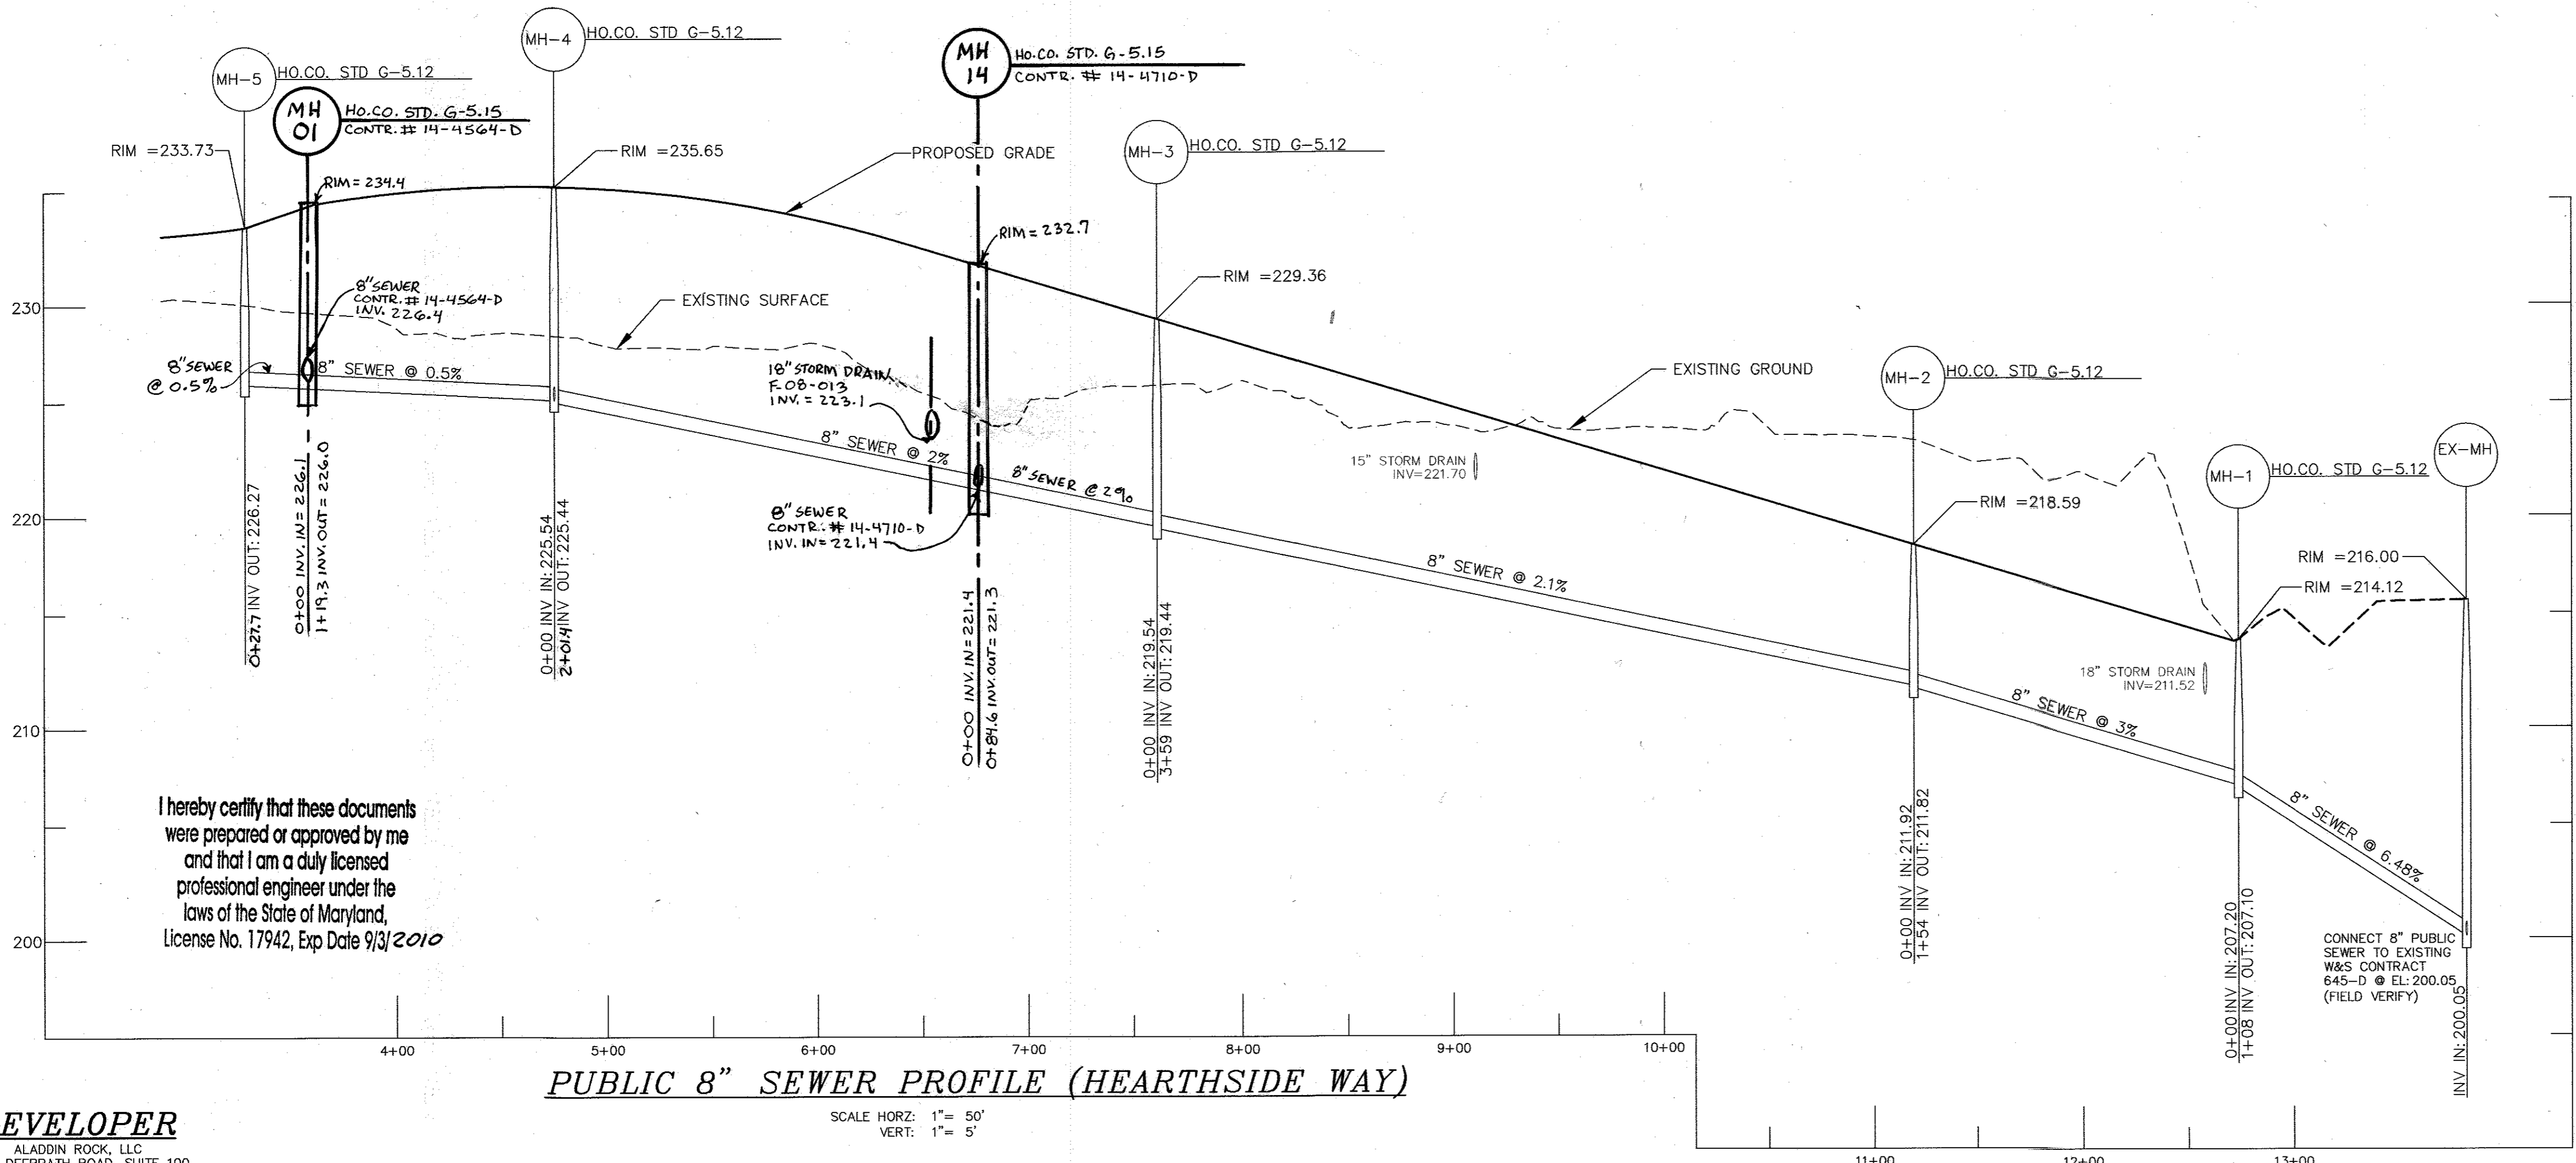 MH-5
HO.CO. STD G-5.12
MH-4
HO.CO. STD G-5.12
MH
14
HO.CO. STD. G-5.15
CONTR. # 14-4710-D
MH
01
HO.CO. STD. G-5.15
CONTR. # 14-4564-D
MH-3
HO.CO. STD G-5.12
RIM =233.73
RIM = 234.4
RIM =235.65
PROPOSED GRADE
RIM = 232.7
RIM =229.36
230
8" SEWER
CONTR. # 14-4564-D
INV. 226.4
EXISTING SURFACE
8" SEWER
@ 0.5%
8" SEWER @ 0.5%
18" STORM DRAIN
F-08-013
INV. = 223.1
EXISTING GROUND
MH-2
HO.CO. STD G-5.12
8" SEWER @ 2%
8" SEWER @ 2%
15" STORM DRAIN
INV=221.70
MH-1
HO.CO. STD G-5.12
EX-MH
220
8" SEWER
CONTR. # 14-4710-D
INV. IN = 221.4
RIM =218.59
8" SEWER @ 2.1%
RIM =216.00
RIM =214.12
0+27.7 INV OUT: 226.27
0+00 INV. IN = 226.1
1+19.3 INV. OUT = 226.0
0+00 INV IN: 225.54
2+01.4 INV OUT: 225.44
0+00 INV. IN = 221.4
0+84.6 INV. OUT = 221.3
0+00 INV IN: 219.54
3+59 INV OUT: 219.44
18" STORM DRAIN
INV=211.52
8" SEWER @ 3%
210
8" SEWER @ 6.48%
0+00 INV IN: 211.92
1+54 INV OUT: 211.82
0+00 INV IN: 207.20
1+08 INV OUT: 207.10
I hereby certify that these documents
were prepared or approved by me
and that I am a duly licensed
professional engineer under the
laws of the State of Maryland,
License No. 17942, Exp Date 9/3/2010
200
CONNECT 8" PUBLIC
SEWER TO EXISTING
W&S CONTRACT
645-D @ EL: 200.05
(FIELD VERIFY)
INV IN: 200.05
4+00
5+00
6+00
7+00
8+00
9+00
10+00
PUBLIC 8" SEWER PROFILE (HEARTHSIDE WAY)
SCALE HORZ: 1"= 50'
VERT: 1"= 5'
11+00
12+00
13+00
EVELOPER
ALADDIN ROCK, LLC
DEERPATH ROAD, SUITE 100